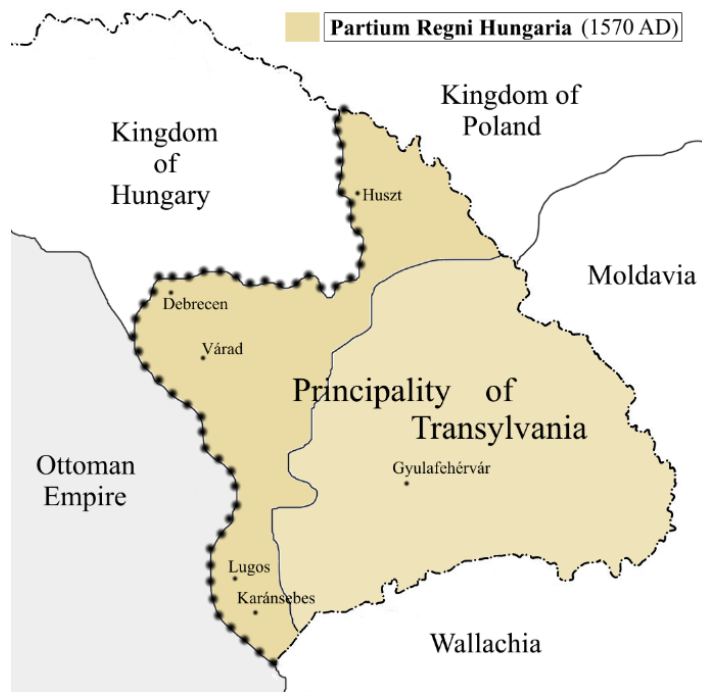 Partium Regni Hungaria (1570 AD)
Kingdom of
Poland
Kingdom
of
Hungary
Huszt
Moldavia
Debrecen
Várad
Principality of
Transylvania
Ottoman
Empire
Gyulafehérvár
Lugos
Karánsebes
Wallachia